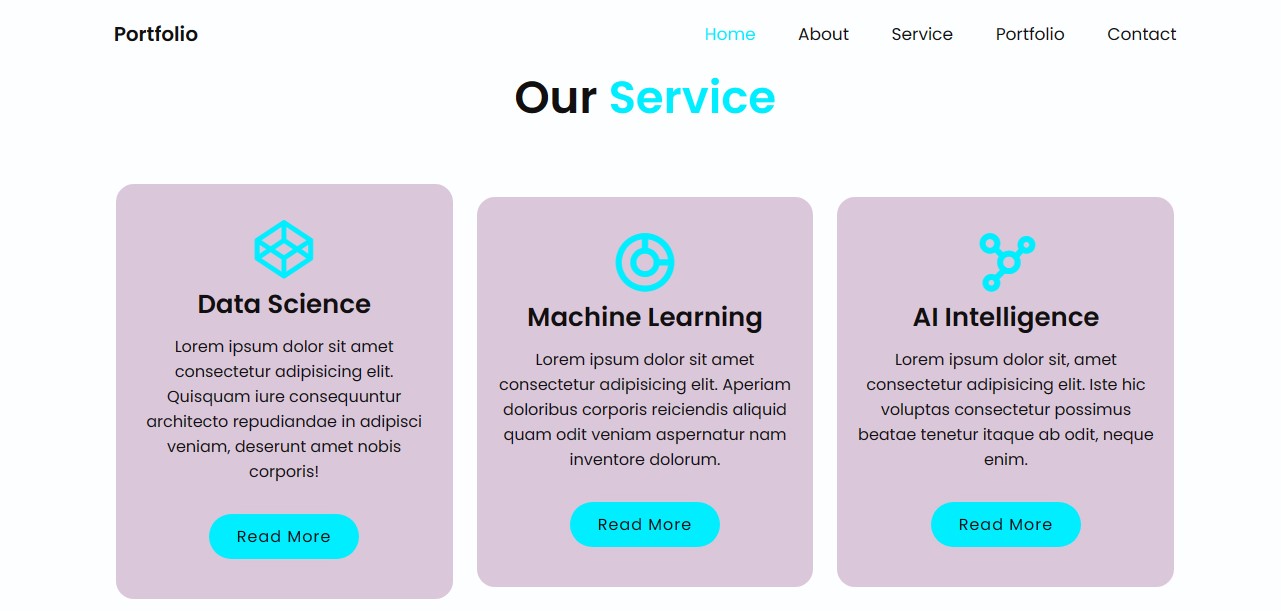 Portfolio
Home About Service Portfolio Contact
Our Service
Data Science
Lorem ipsum dolor sit amet
consectetur adipisicing elit.
Quisquam iure consequuntur
architecto repudiandae in adipisci
veniam, deserunt amet nobis
corporis!
Read More
Machine Learning
Lorem ipsum dolor sit amet
consectetur adipisicing elit. Aperiam
doloribus corporis reiciendis aliquid
quam odit veniam aspernatur nam
inventore dolorum.
Read More
AI Intelligence
Lorem ipsum dolor sit, amet
consectetur adipisicing elit. Iste hic
voluptas consectetur possimus
beatae tenetur itaque ab odit, neque
enim.
Read More